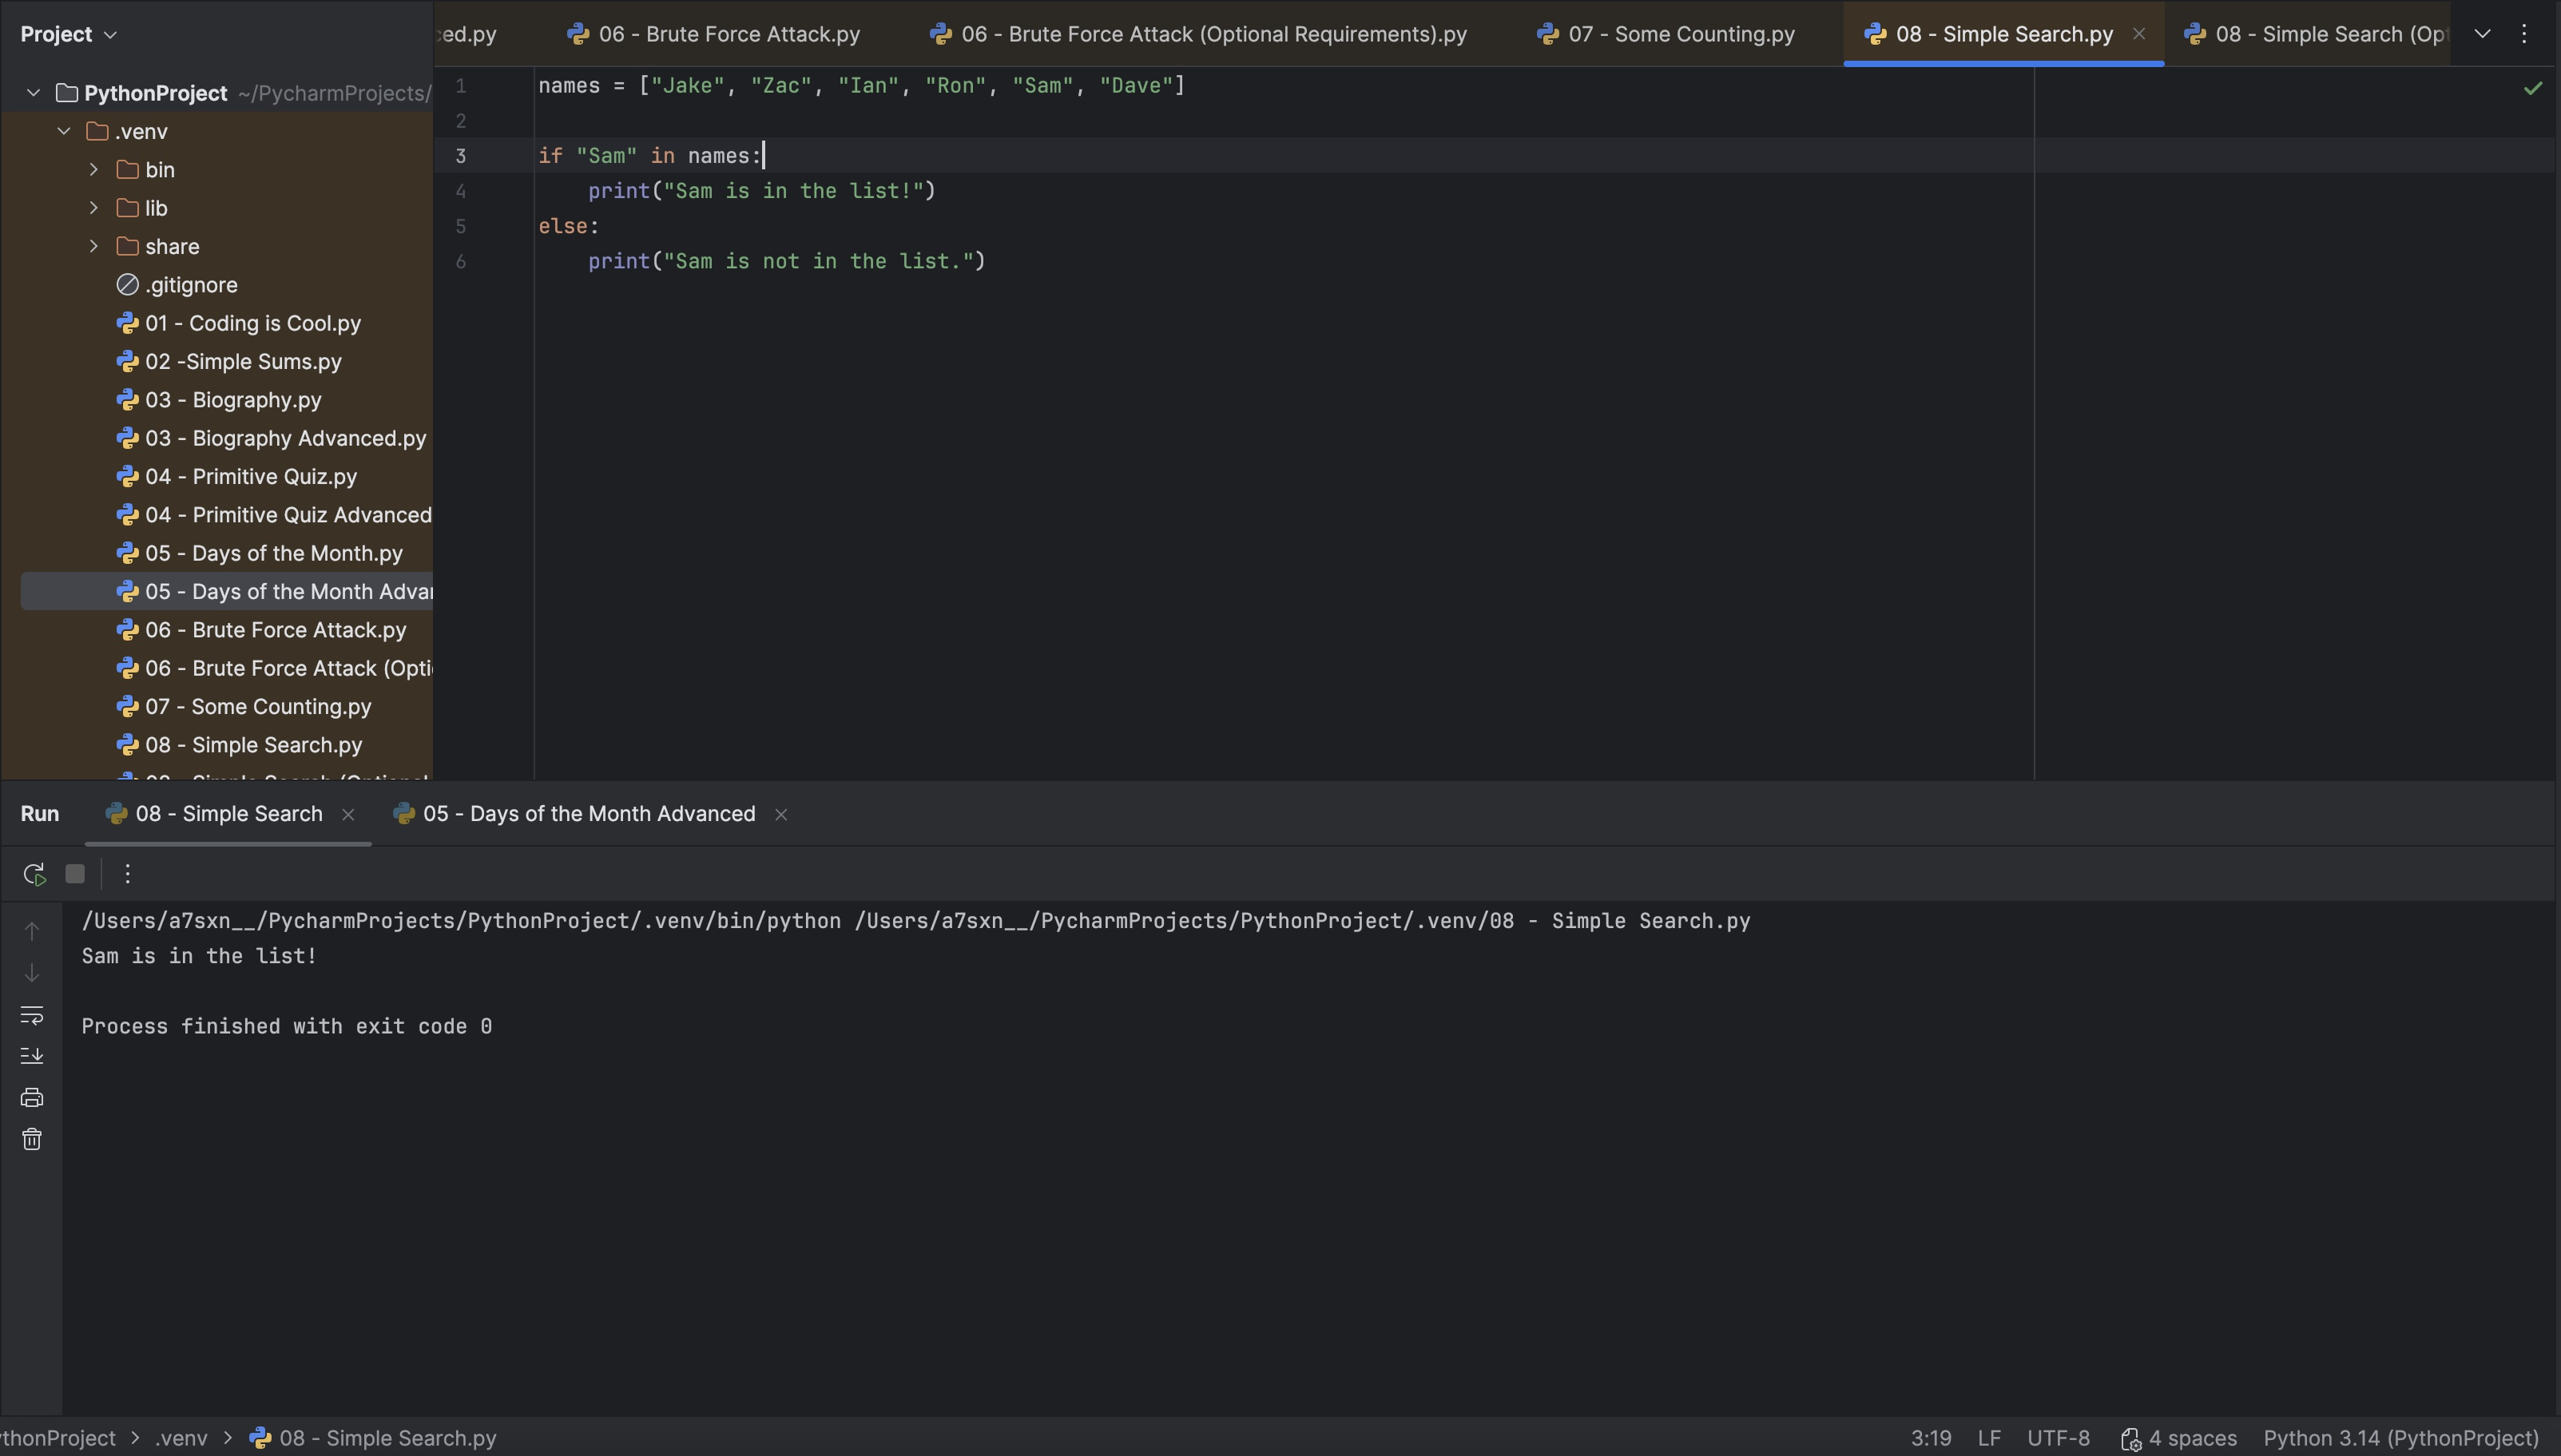 Project
PythonProject ~/PycharmProjects/
.venv
bin
lib
share
.gitignore
01 - Coding is Cool.py
02 -Simple Sums.py
03 - Biography.py
03 - Biography Advanced.py
04 - Primitive Quiz.py
04 - Primitive Quiz Advanced
05 - Days of the Month.py
05 - Days of the Month Advan
06 - Brute Force Attack.py
06 - Brute Force Attack (Optio
07 - Some Counting.py
08 - Simple Search.py
08 - Simple Search (Optional
ed.py 06 - Brute Force Attack.py 06 - Brute Force Attack (Optional Requirements).py 07 - Some Counting.py 08 - Simple Search.py 08 - Simple Search (Opt
1 names = ["Jake", "Zac", "Ian", "Ron", "Sam", "Dave"]
2
3 if "Sam" in names:
4 print("Sam is in the list!")
5 else:
6 print("Sam is not in the list.")
Run 08 - Simple Search 05 - Days of the Month Advanced
/Users/a7sxn__/PycharmProjects/PythonProject/.venv/bin/python /Users/a7sxn__/PycharmProjects/PythonProject/.venv/08 - Simple Search.py
Sam is in the list!
Process finished with exit code 0
thonProject > .venv > 08 - Simple Search.py 3:19 LF UTF-8 4 spaces Python 3.14 (PythonProject)